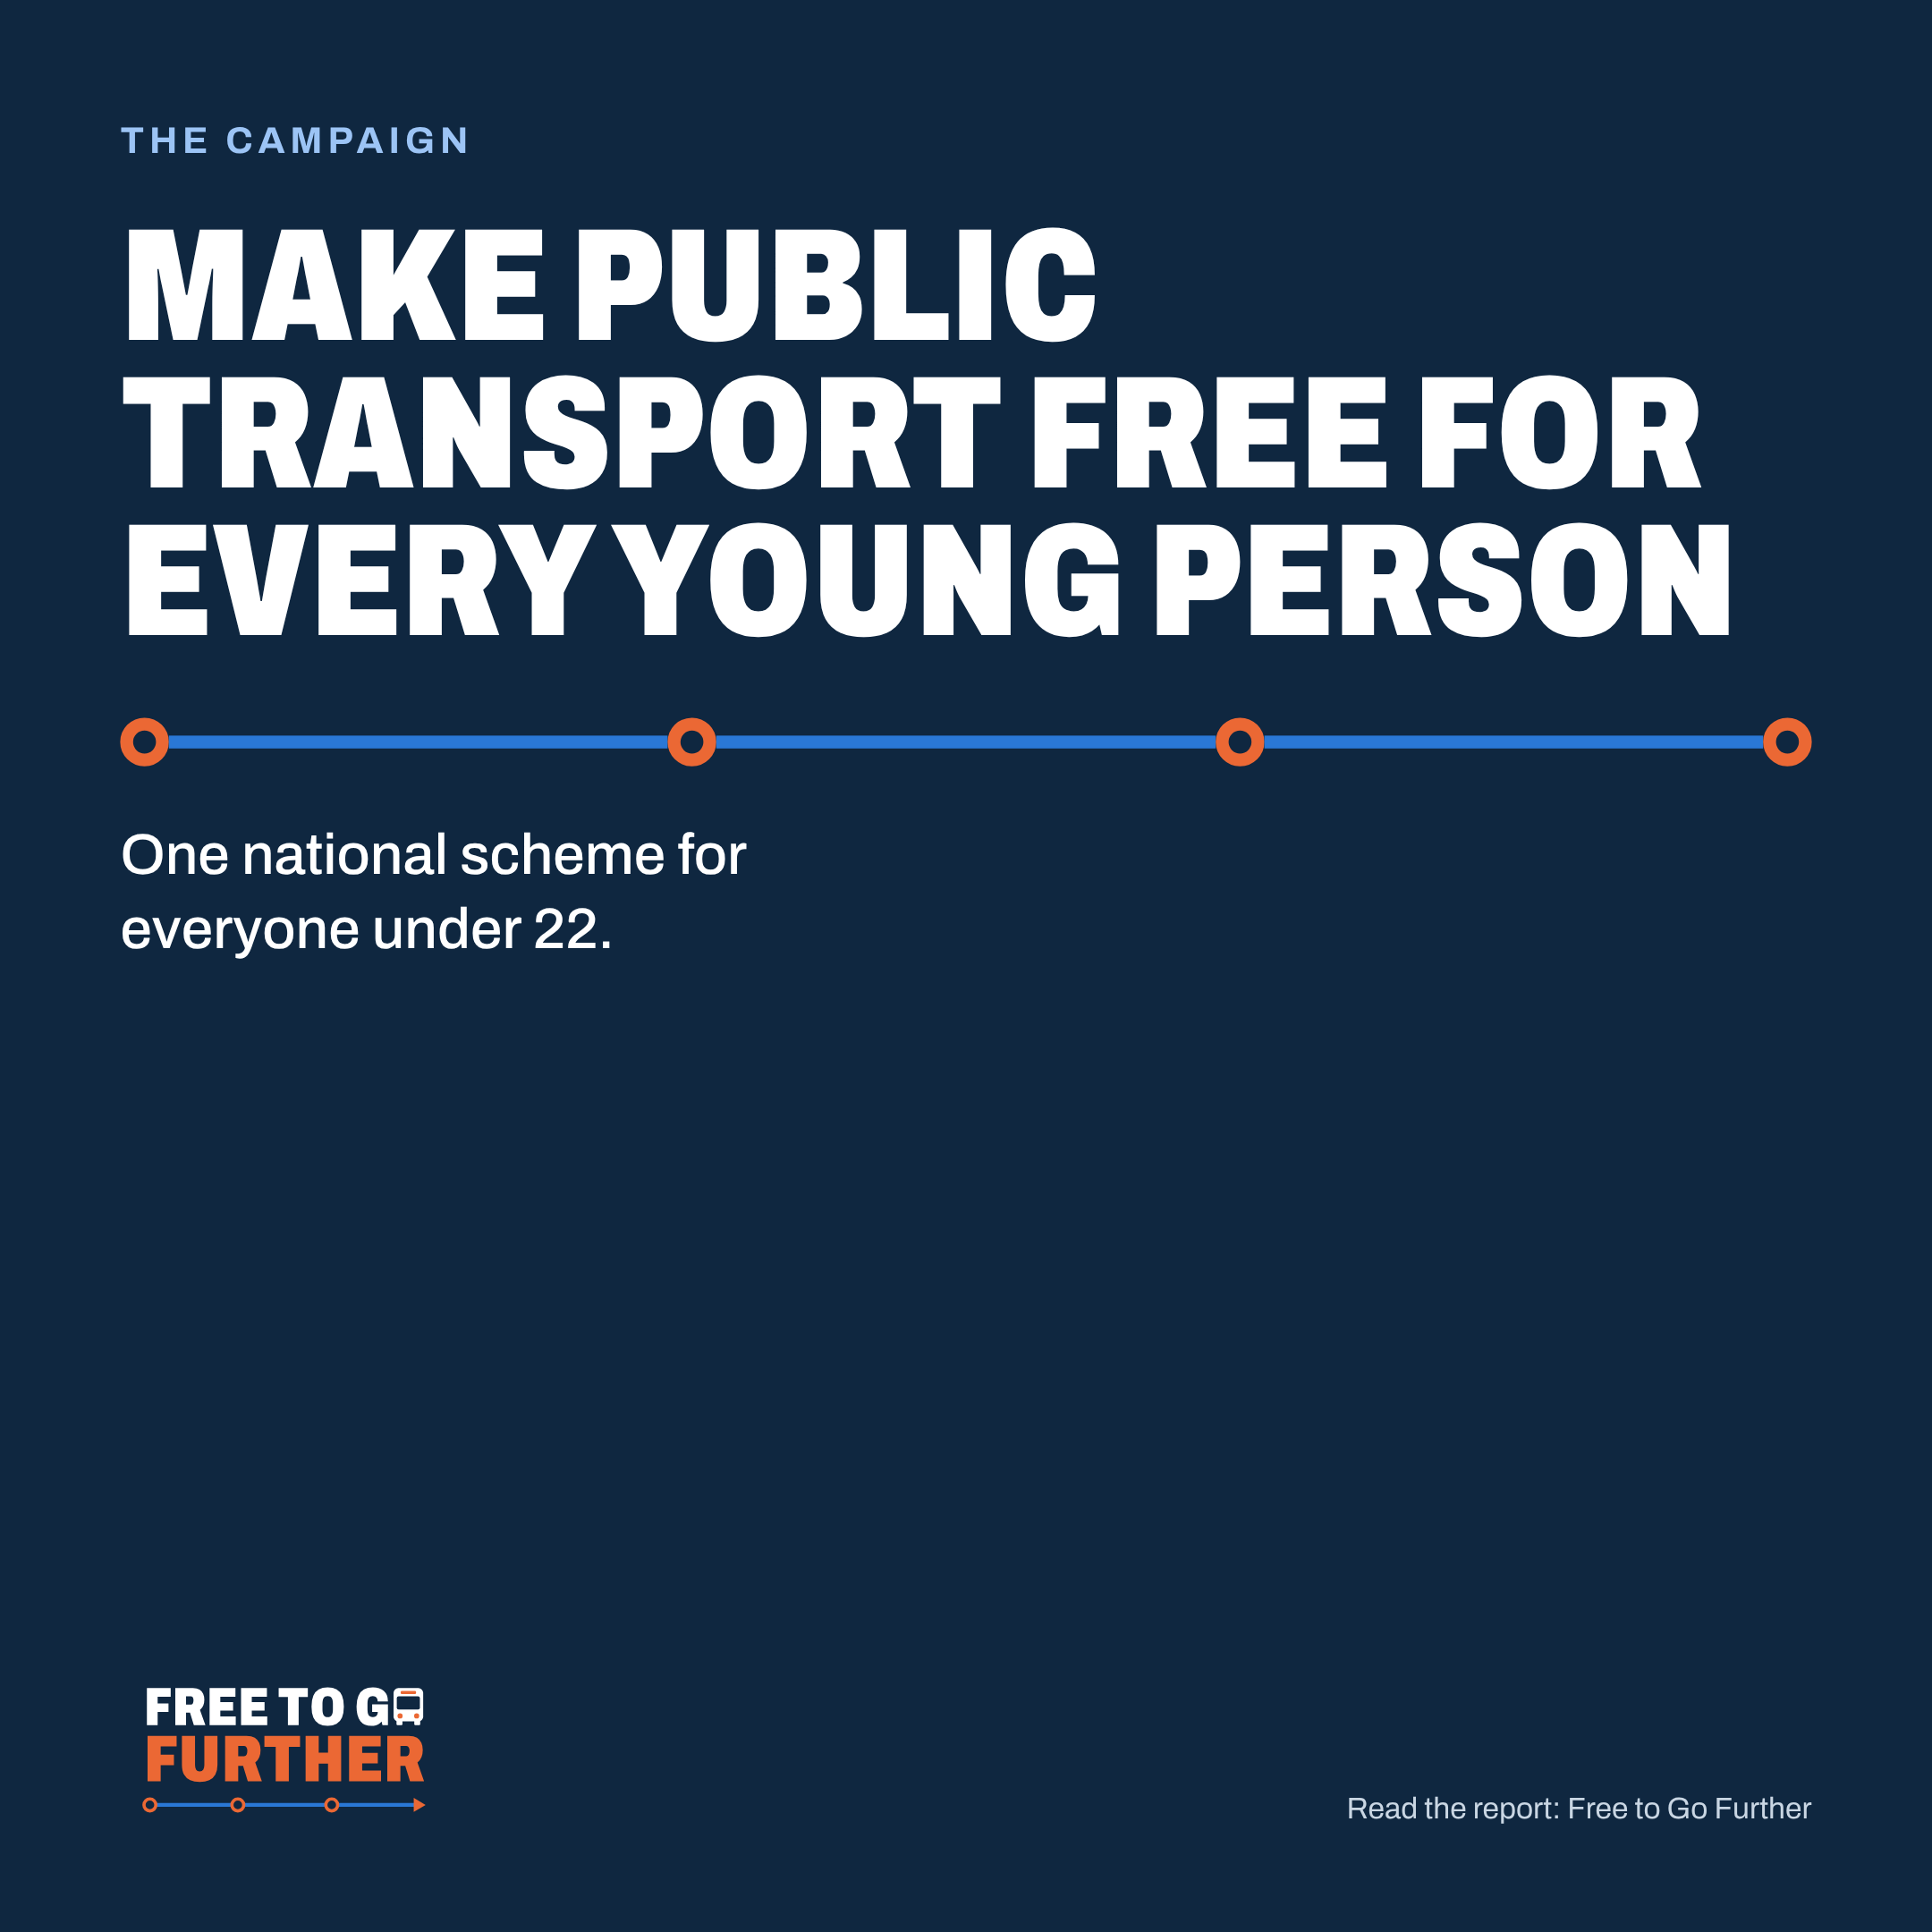 THE CAMPAIGN
MAKE PUBLIC
TRANSPORT FREE FOR
EVERY YOUNG PERSON
One national scheme for
everyone under 22.
FREE TO GO
FURTHER
Read the report: Free to Go Further